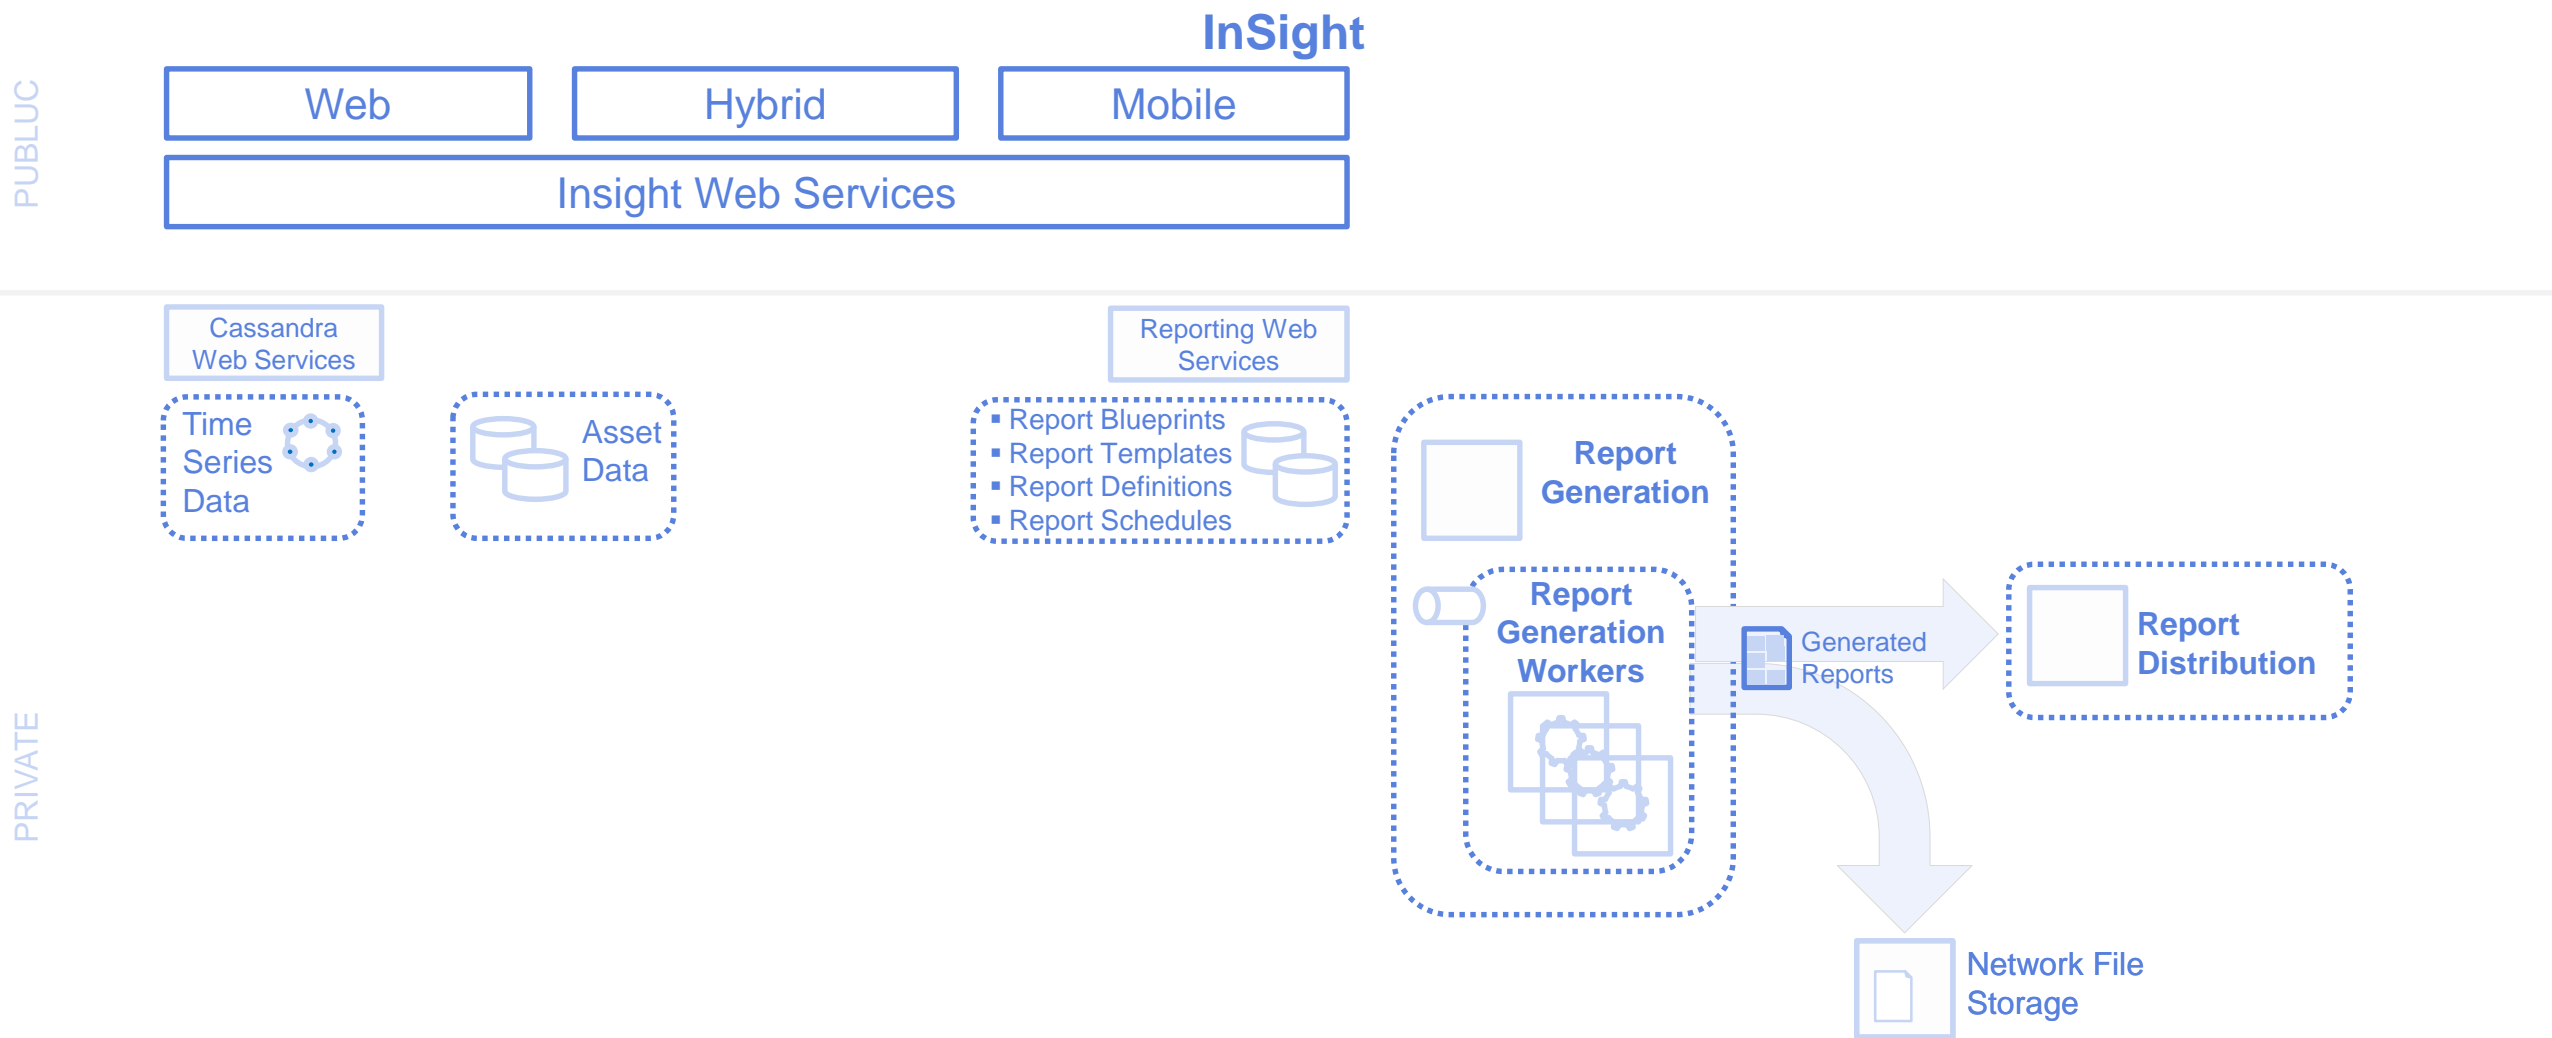 InSight
PUBLUC
Web
Hybrid
Mobile
Insight Web Services
PRIVATE
Cassandra
Web Services
Time
Series
Data
Asset
Data
Reporting Web
Services
▪ Report Blueprints
▪ Report Templates
▪ Report Definitions
▪ Report Schedules
Report
Generation
Report
Generation
Workers
Generated
Reports
Report
Distribution
Network File
Storage